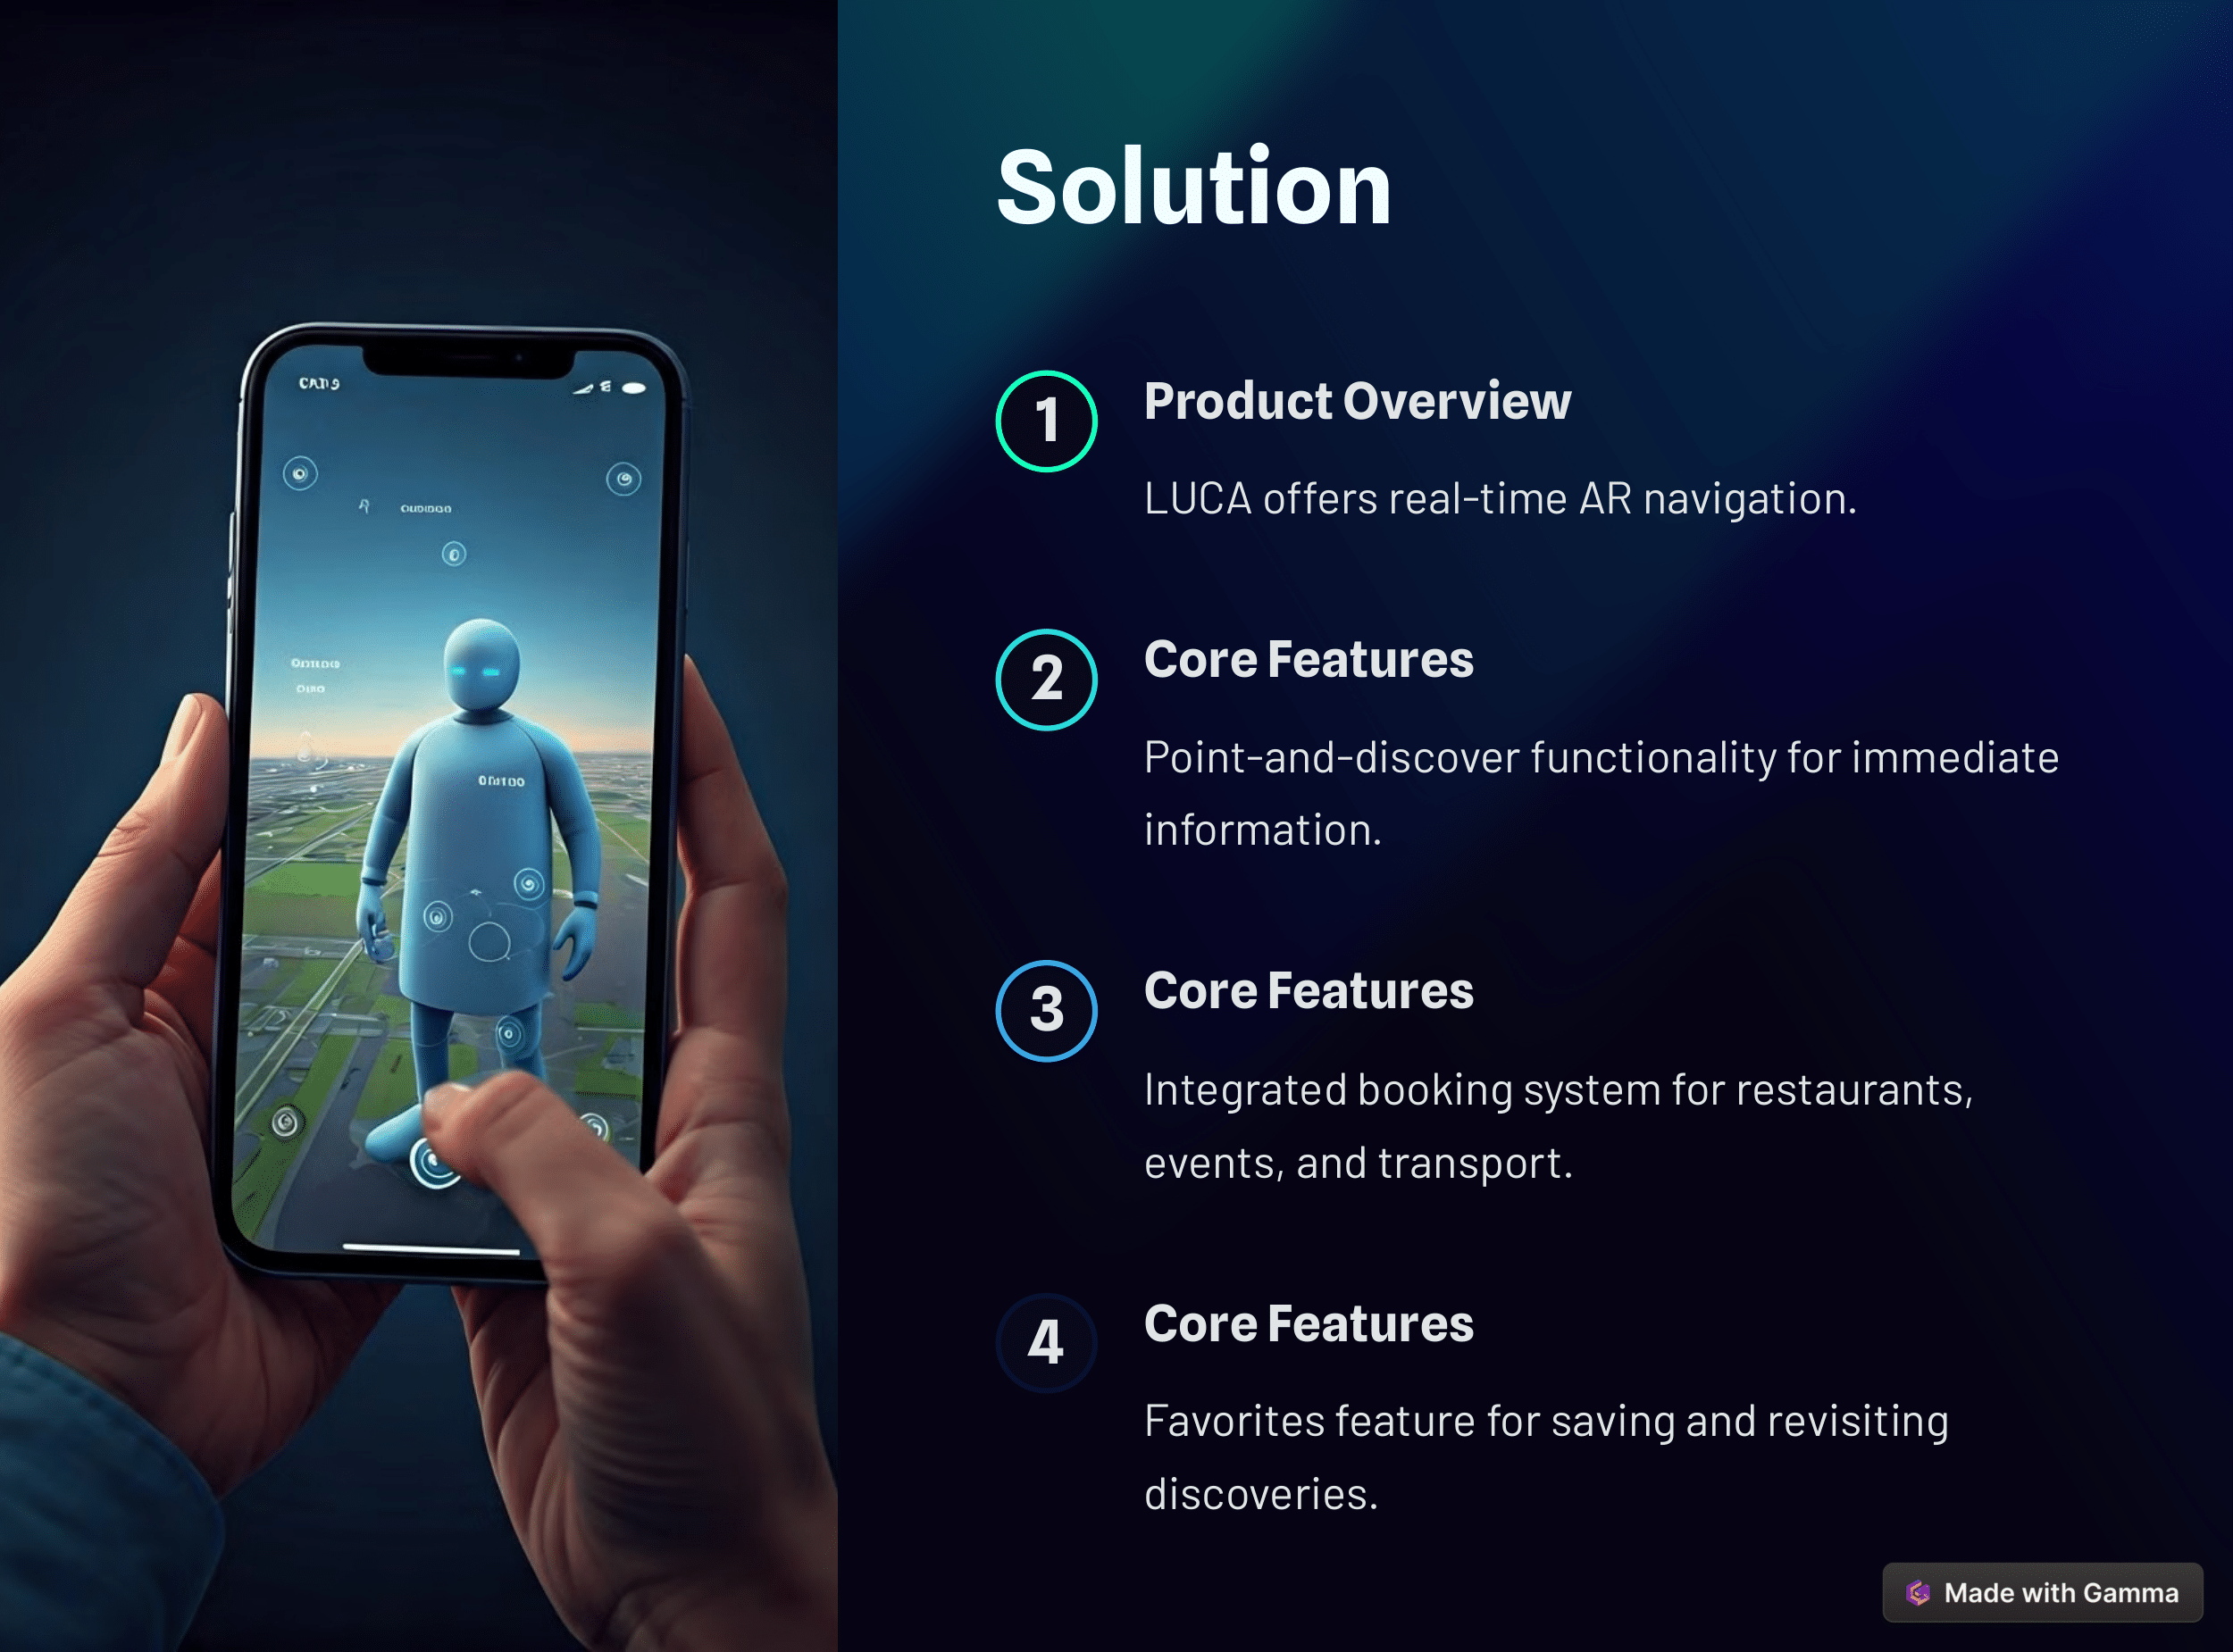 Solution
1
Product Overview
LUCA offers real-time AR navigation.
2
Core Features
Point-and-discover functionality for immediate
information.
3
Core Features
Integrated booking system for restaurants,
events, and transport.
4
Core Features
Favorites feature for saving and revisiting
discoveries.
Made with Gamma